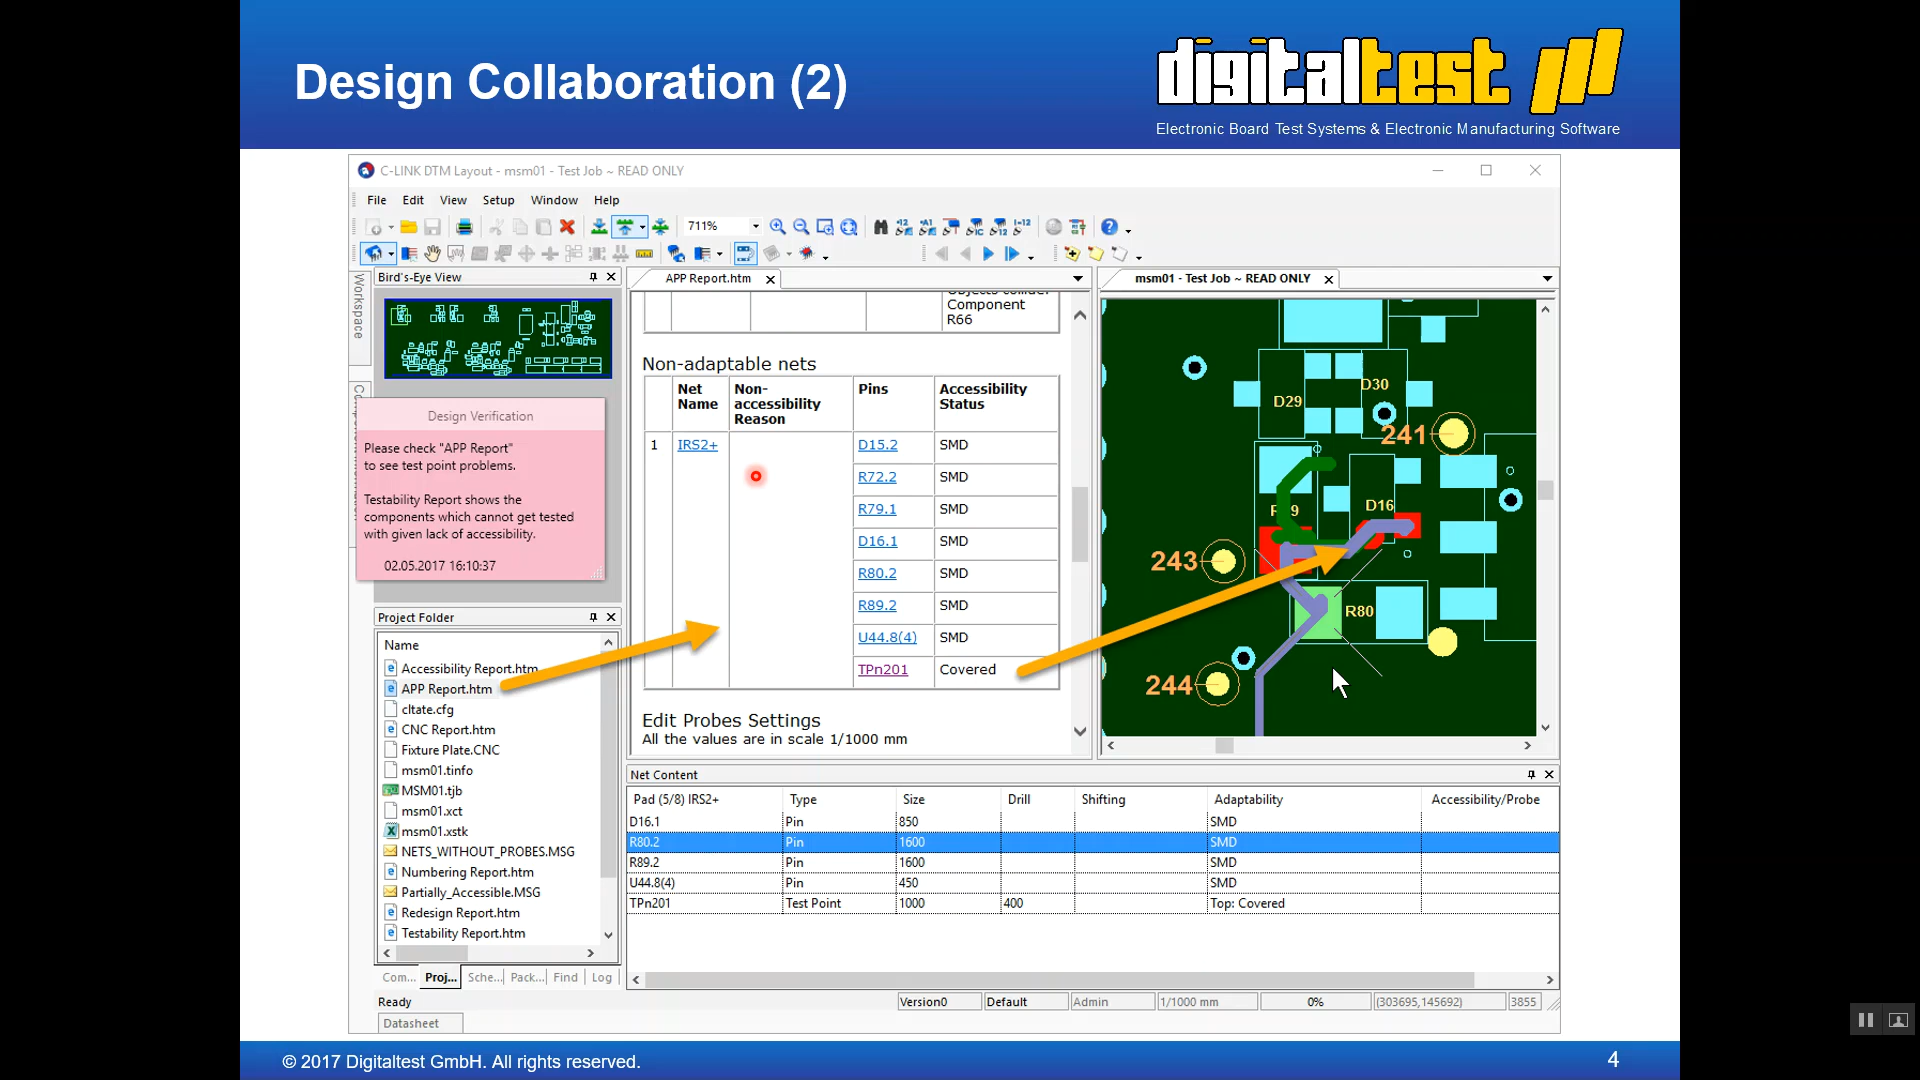 Design Collaboration (2)
digitaltest
Electronic Board Test Systems & Electronic Manufacturing Software
C-LINK DTM Layout - msm01 - Test Job ~ READ ONLY
File Edit View Setup Window Help
711%
Workspace
Bird's-Eye View
Design Verification
Please check "APP Report"
to see test point problems.
Testability Report shows the
components which cannot get tested
with given lack of accessibility.
02.05.2017 16:10:37
Project Folder
Name
Accessibility Report.htm
APP Report.htm
cltate.cfg
CNC Report.htm
Fixture Plate.CNC
msm01.tinfo
MSM01.tjb
msm01.xct
msm01.xstk
NETS_WITHOUT_PROBES.MSG
Numbering Report.htm
Partially_Accessible.MSG
Redesign Report.htm
Testability Report.htm
Com... Proj... Sche... Pack... Find Log
APP Report.htm
Objects collide:
Component
R66
Non-adaptable nets
Net Name Non-accessibility Reason Pins Accessibility Status
1 IRS2+ D15.2 SMD
R72.2 SMD
R79.1 SMD
D16.1 SMD
R80.2 SMD
R89.2 SMD
U44.8(4) SMD
TPn201 Covered
Edit Probes Settings
All the values are in scale 1/1000 mm
msm01 - Test Job ~ READ ONLY
D30
D29
241
D16
243
R80
244
Net Content
Pad (5/8) IRS2+ Type Size Drill Shifting Adaptability Accessibility/Probe
D16.1 Pin 850 SMD
R80.2 Pin 1600 SMD
R89.2 Pin 1600 SMD
U44.8(4) Pin 450 SMD
TPn201 Test Point 1000 400 Top: Covered
Ready Version0 Default Admin 1/1000 mm 0% (303695,145692) 3855
Datasheet
© 2017 Digitaltest GmbH. All rights reserved.
4